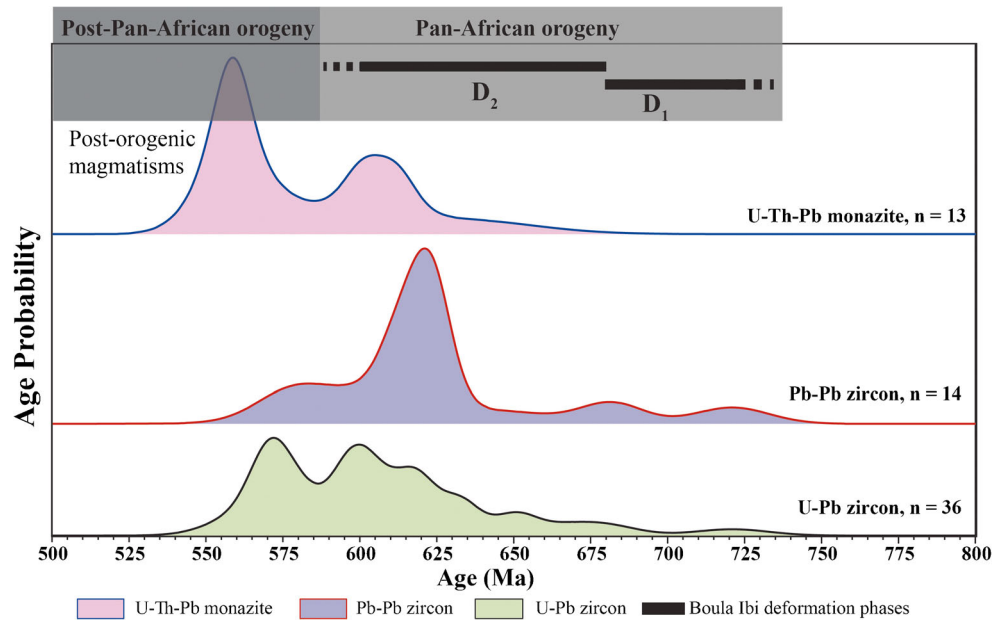 Post-Pan-African orogeny
Pan-African orogeny
D2
D1
Post-orogenic
magmatisms
U-Th-Pb monazite, n = 13
Pb-Pb zircon, n = 14
U-Pb zircon, n = 36
Age Probability
500 525 550 575 600 625 650 675 700 725 750 775 800
Age (Ma)
U-Th-Pb monazite
Pb-Pb zircon
U-Pb zircon
Boula Ibi deformation phases